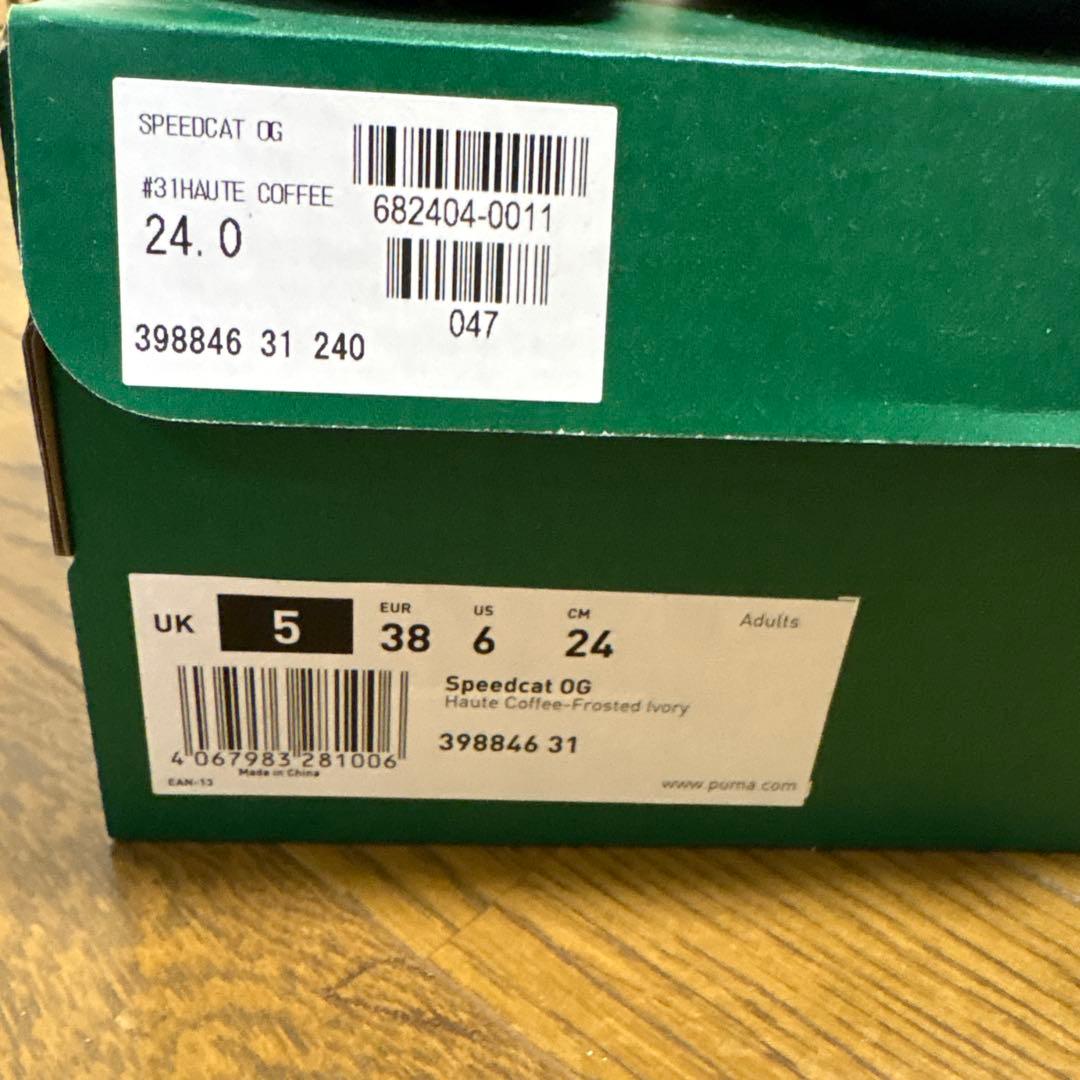 SPEEDCAT OG
#31HAUTE COFFEE
24.0
682404-0011
047
398846 31 240
UK 5 EUR 38 US 6 CM 24 Adults
Speedcat OG
Haute Coffee-Frosted Ivory
398846 31
4 067983 281006
Made in China
EAN-13
www.puma.com